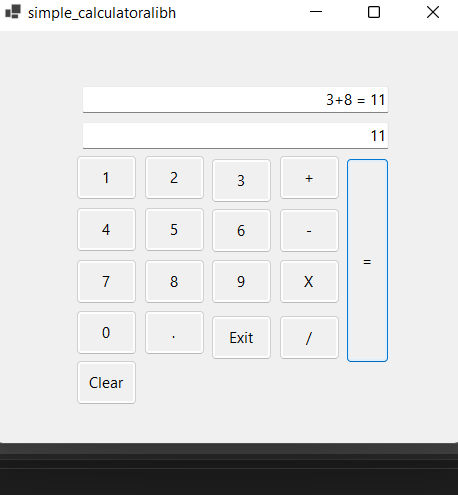 simple_calculatoralibh
3+8 = 11
11
1 2 3 +
4 5 6 - =
7 8 9 X
0 . Exit /
Clear